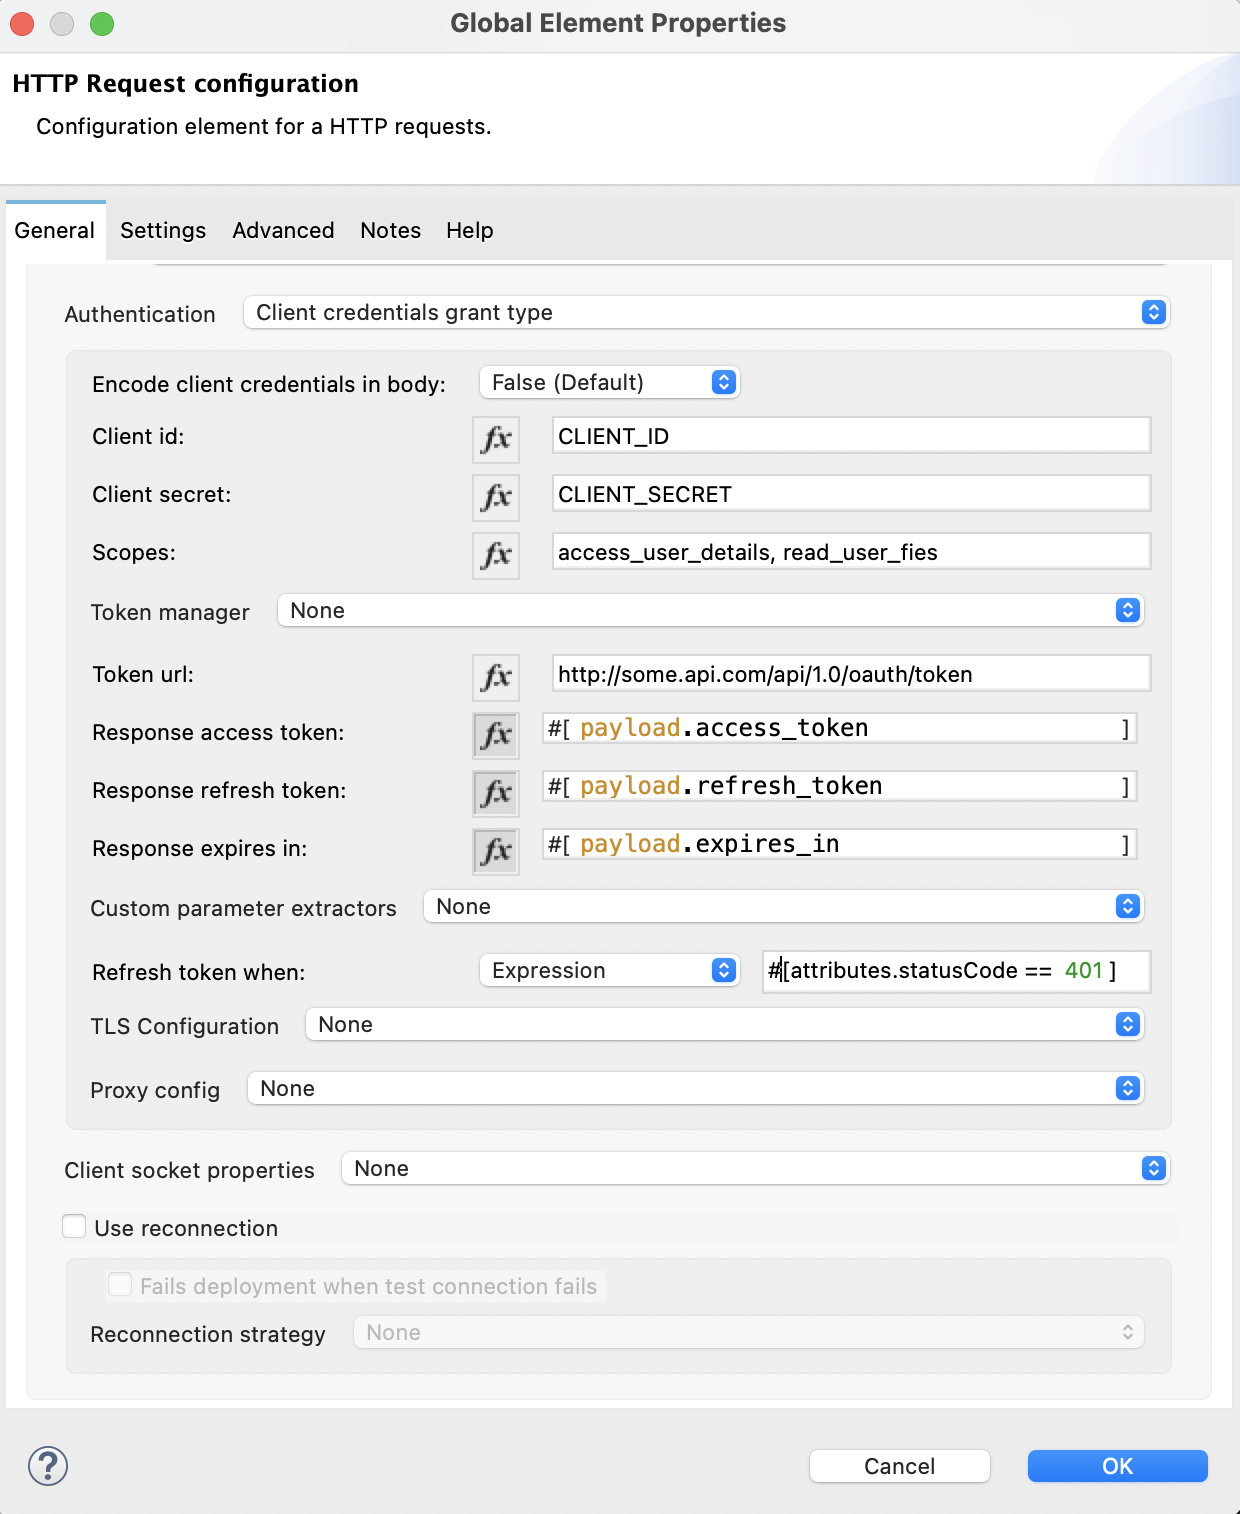 Global Element Properties
HTTP Request configuration
Configuration element for a HTTP requests.
General Settings Advanced Notes Help
Authentication Client credentials grant type
Encode client credentials in body: False (Default)
Client id: fx CLIENT_ID
Client secret: fx CLIENT_SECRET
Scopes: fx access_user_details, read_user_fies
Token manager None
Token url: fx http://some.api.com/api/1.0/oauth/token
Response access token: fx #[ payload.access_token ]
Response refresh token: fx #[ payload.refresh_token ]
Response expires in: fx #[ payload.expires_in ]
Custom parameter extractors None
Refresh token when: Expression #[attributes.statusCode == 401 ]
TLS Configuration None
Proxy config None
Client socket properties None
Use reconnection
Fails deployment when test connection fails
Reconnection strategy None
? Cancel OK